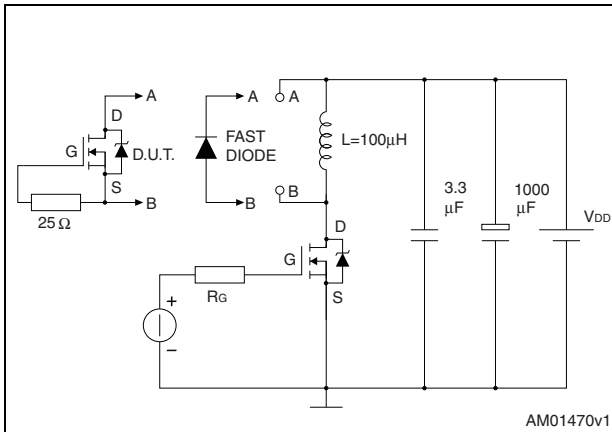 A
A
A
D
G
D.U.T.
FAST
DIODE
L=100μH
S
B
B
B
25 Ω
3.3
μF
1000
μF
VDD
D
G
S
RG
+
–
AM01470v1